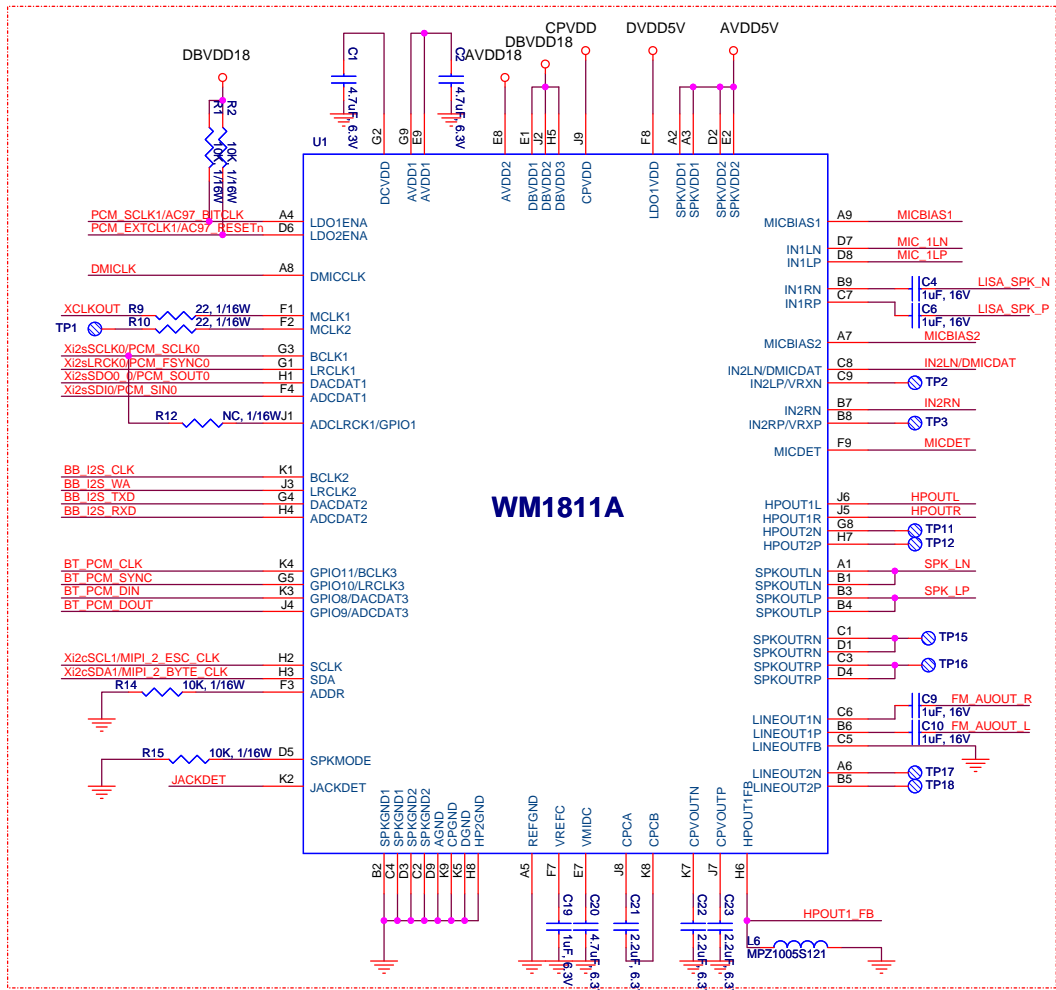 CPVDD
DVDD5V
AVDD5V
DBVDD18
AVDD18
DBVDD18
C1
4.7uF, 6.3V
C2
4.7uF, 6.3V
R1
10K, 1/16W
R2
10K, 1/16W
U1
G2
G9
E9
E8
E1
J2
H5
J9
F8
A2
A3
D2
E2
DCVDD
AVDD1
AVDD1
AVDD2
DBVDD1
DBVDD2
DBVDD3
CPVDD
LDO1VDD
SPKVDD1
SPKVDD1
SPKVDD2
SPKVDD2
PCM_SCLK1/AC97_BITCLK A4 LDO1ENA
PCM_EXTCLK1/AC97_RESETn D6 LDO2ENA
DMICLK A8 DMICCLK
XCLKOUT R9 22, 1/16W F1 MCLK1
TP1 R10 22, 1/16W F2 MCLK2
Xi2sSCLK0/PCM_SCLK0 G3 BCLK1
Xi2sLRCK0/PCM_FSYNC0 G1 LRCLK1
Xi2sSDO0_0/PCM_SOUT0 H1 DACDAT1
Xi2sSDI0/PCM_SIN0 F4 ADCDAT1
R12 NC, 1/16W J1 ADCLRCK1/GPIO1
BB_I2S_CLK K1 BCLK2
BB_I2S_WA J3 LRCLK2
BB_I2S_TXD G4 DACDAT2
BB_I2S_RXD H4 ADCDAT2
WM1811A
BT_PCM_CLK K4 GPIO11/BCLK3
BT_PCM_SYNC G5 GPIO10/LRCLK3
BT_PCM_DIN K3 GPIO8/DACDAT3
BT_PCM_DOUT J4 GPIO9/ADCDAT3
Xi2cSCL1/MIPI_2_ESC_CLK H2 SCLK
Xi2cSDA1/MIPI_2_BYTE_CLK H3 SDA
R14 10K, 1/16W F3 ADDR
R15 10K, 1/16W D5 SPKMODE
JACKDET K2 JACKDET
MICBIAS1 A9 MICBIAS1
IN1LN D7 MIC_1LN
IN1LP D8 MIC_1LP
IN1RN B9 C4 1uF, 16V LISA_SPK_N
IN1RP C7 C6 1uF, 16V LISA_SPK_P
MICBIAS2 A7 MICBIAS2
IN2LN/DMICDAT C8 IN2LN/DMICDAT
IN2LP/VRXN C9 TP2
IN2RN B7 IN2RN
IN2RP/VRXP B8 TP3
MICDET F9 MICDET
HPOUT1L J6 HPOUTL
HPOUT1R J5 HPOUTR
HPOUT2N G8 TP11
HPOUT2P H7 TP12
SPKOUTLN A1 SPK_LN
SPKOUTLN B1
SPKOUTLP B3 SPK_LP
SPKOUTLP B4
SPKOUTRN C1 TP15
SPKOUTRN D1
SPKOUTRP C3 TP16
SPKOUTRP D4
LINEOUT1N C6 C9 1uF, 16V FM_AUOUT_R
LINEOUT1P B6 C10 1uF, 16V FM_AUOUT_L
LINEOUTFB C5
LINEOUT2N A6 TP17
LINEOUT2P B5 TP18
SPKGND1
SPKGND1
SPKGND2
SPKGND2
AGND
CPGND
DGND
HP2GND
REFGND
VREFC
VMIDC
CPCA
CPCB
CPVOUTN
CPVOUTP
HPOUT1FB
B2
C4
D3
C2
D9
K9
K5
H8
A5
F7
E7
J8
K8
K7
J7
H6
C19
1uF, 6.3V
C20
4.7uF, 6.3
C21
2.2uF, 6.3
C22
2.2uF, 6.3
C23
2.2uF, 6.3
HPOUT1_FB
L6
MPZ1005S121